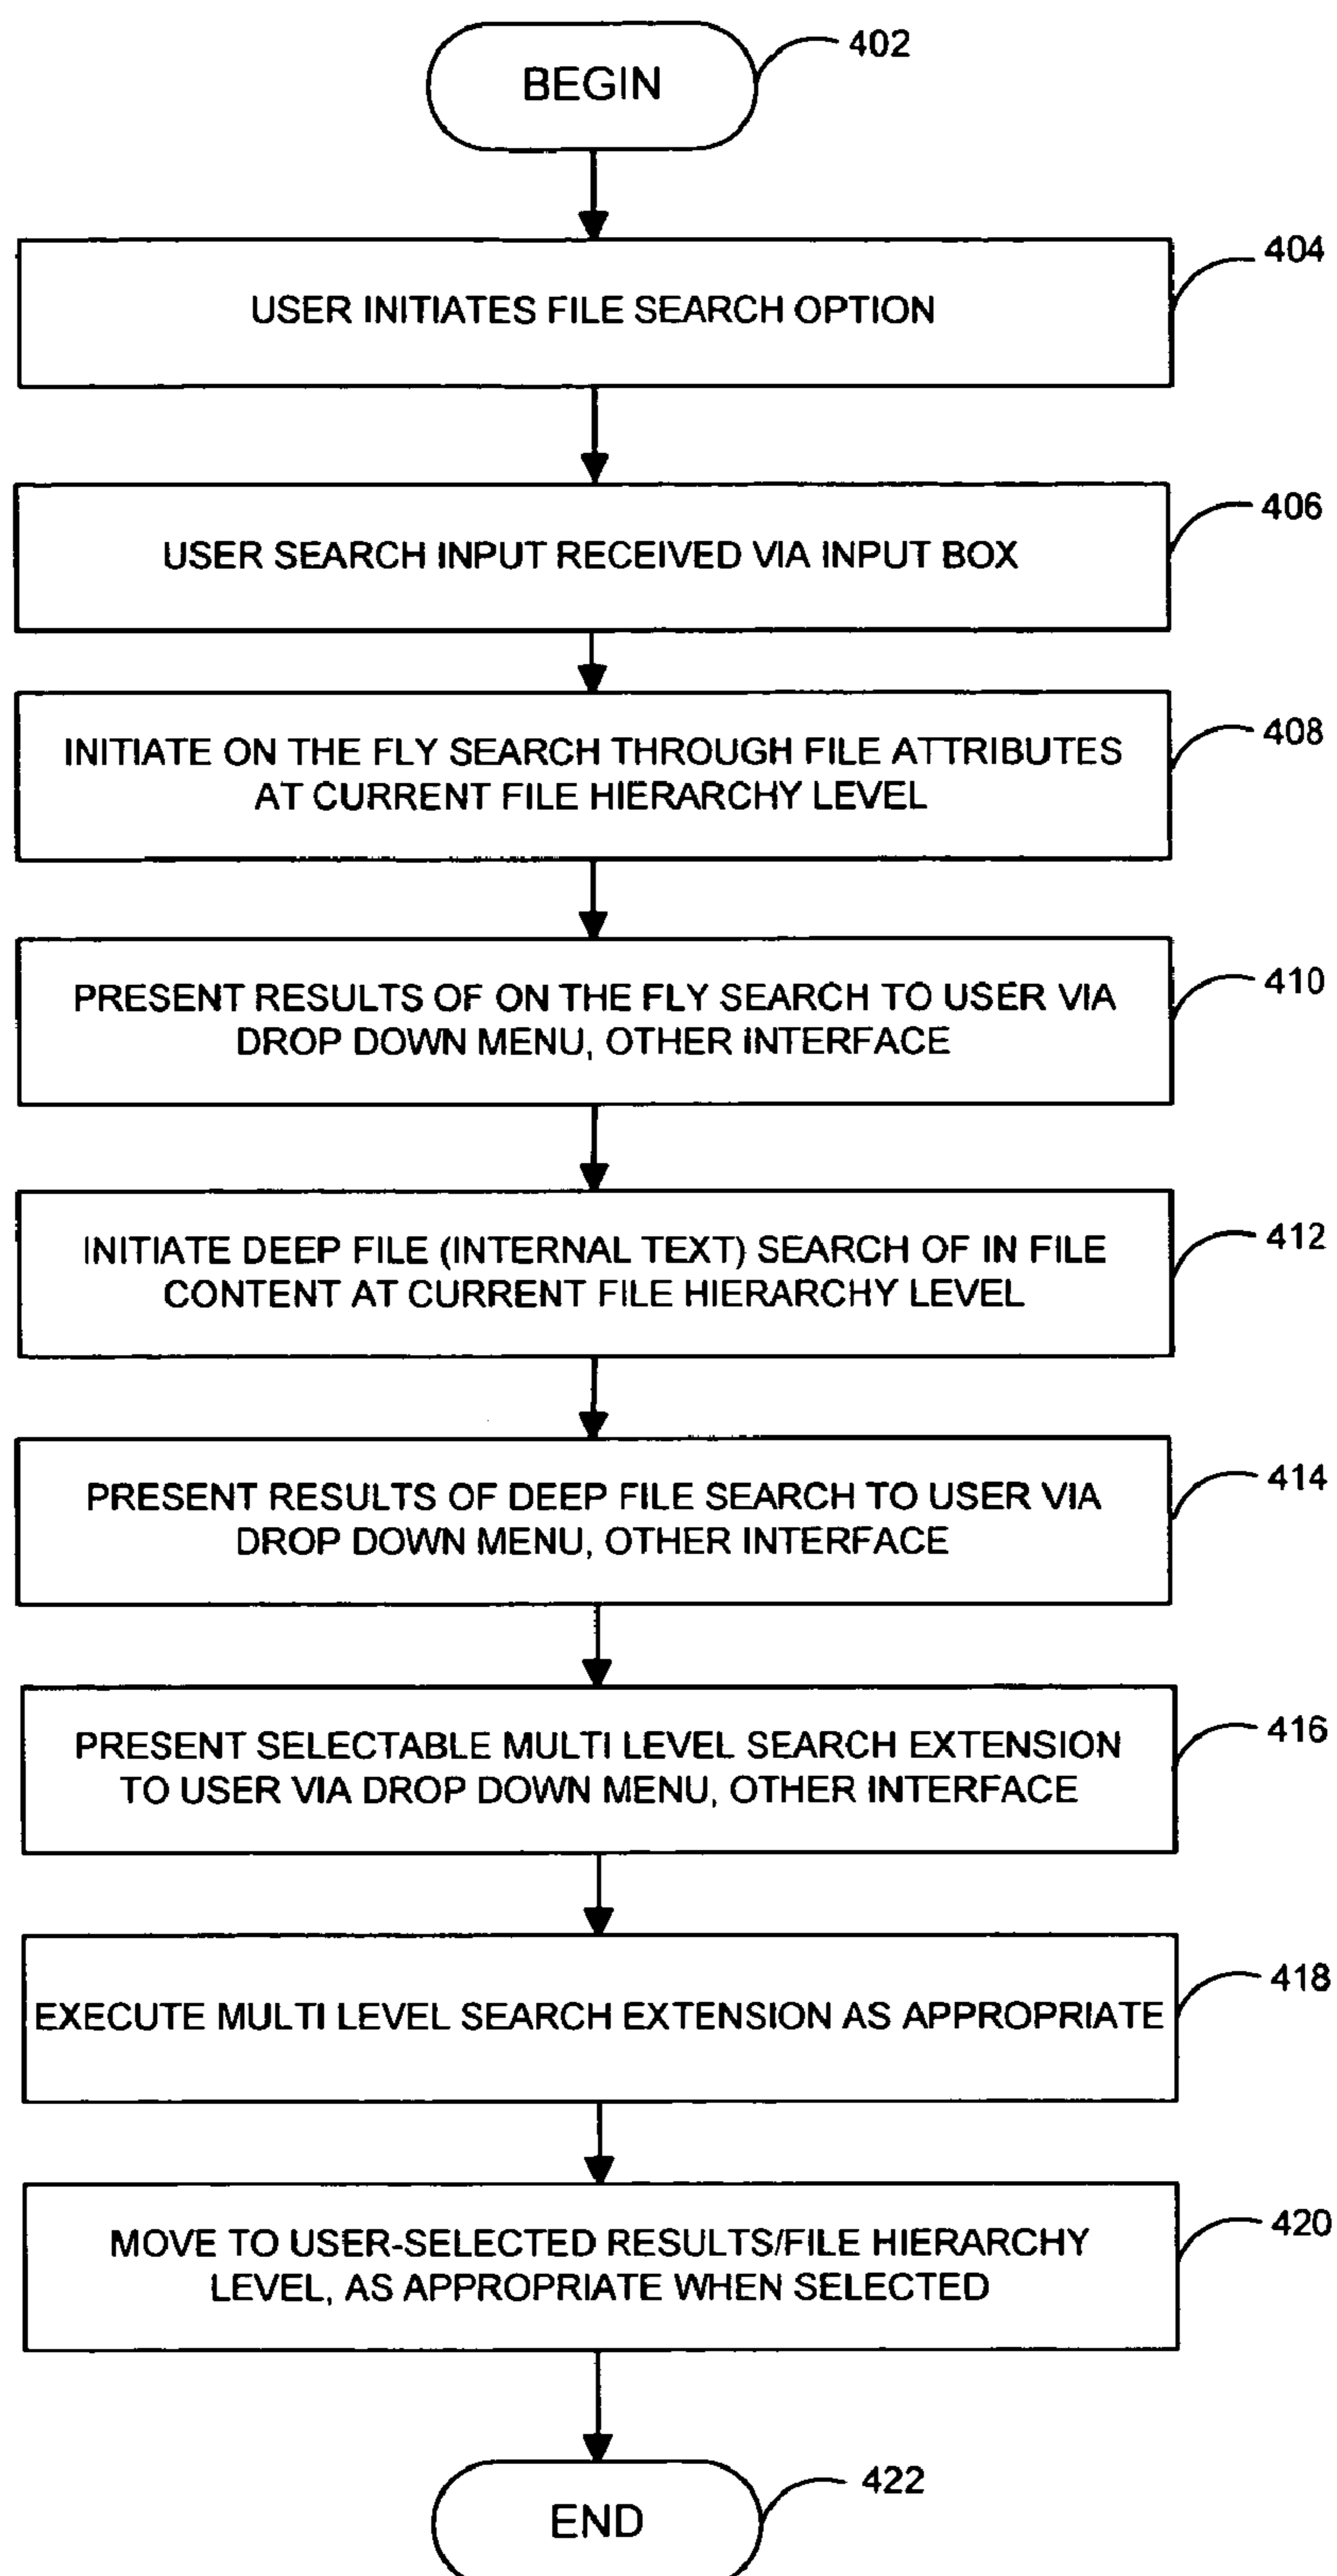 BEGIN
402
USER INITIATES FILE SEARCH OPTION
404
USER SEARCH INPUT RECEIVED VIA INPUT BOX
406
INITIATE ON THE FLY SEARCH THROUGH FILE ATTRIBUTES
AT CURRENT FILE HIERARCHY LEVEL
408
PRESENT RESULTS OF ON THE FLY SEARCH TO USER VIA
DROP DOWN MENU, OTHER INTERFACE
410
INITIATE DEEP FILE (INTERNAL TEXT) SEARCH OF IN FILE
CONTENT AT CURRENT FILE HIERARCHY LEVEL
412
PRESENT RESULTS OF DEEP FILE SEARCH TO USER VIA
DROP DOWN MENU, OTHER INTERFACE
414
PRESENT SELECTABLE MULTI LEVEL SEARCH EXTENSION
TO USER VIA DROP DOWN MENU, OTHER INTERFACE
416
EXECUTE MULTI LEVEL SEARCH EXTENSION AS APPROPRIATE
418
MOVE TO USER-SELECTED RESULTS/FILE HIERARCHY
LEVEL, AS APPROPRIATE WHEN SELECTED
420
END
422